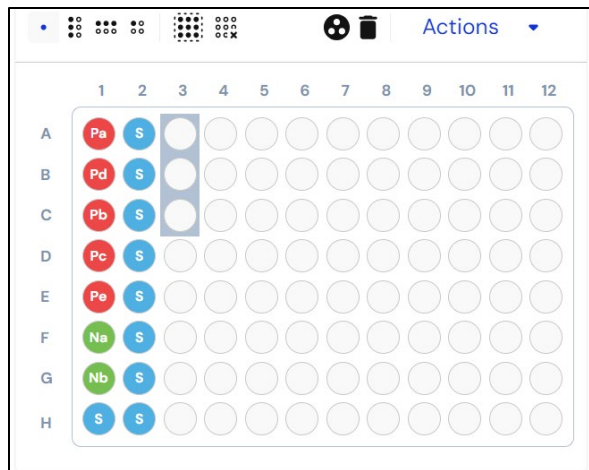 Actions
1 2 3 4 5 6 7 8 9 10 11 12
A Pa S
B Pd S
C Pb S
D Pc S
E Pe S
F Na S
G Nb S
H S S